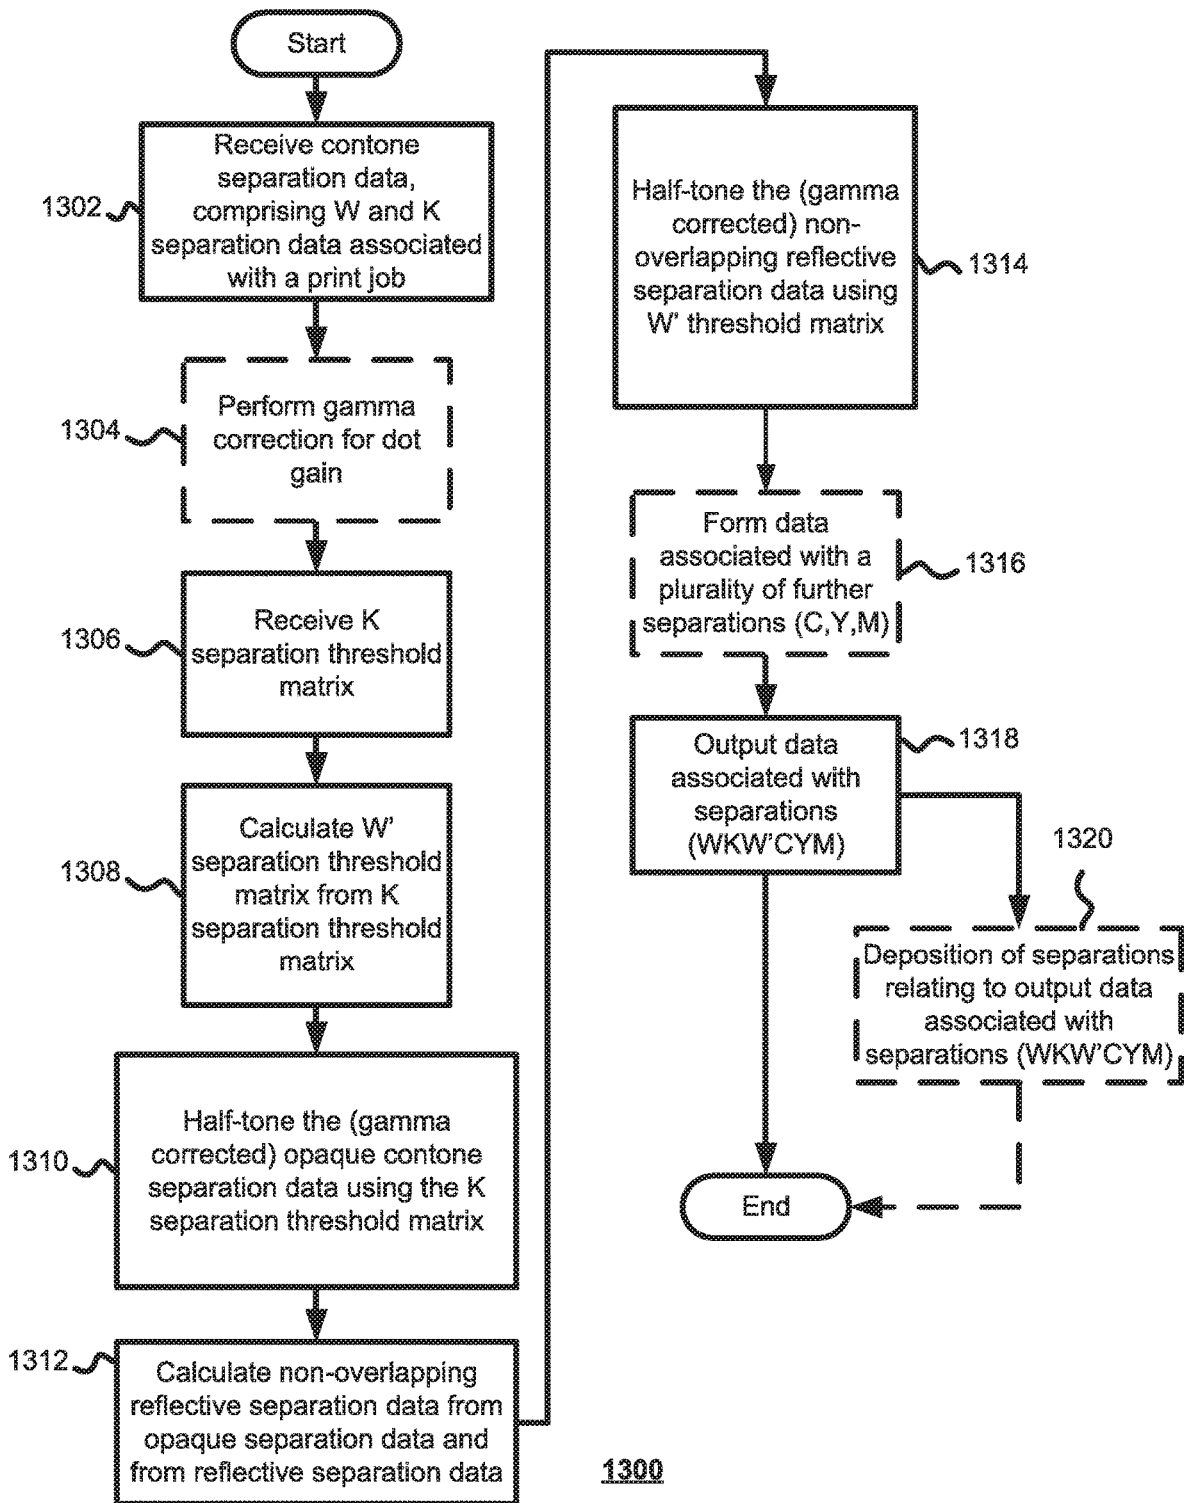 Start
1302
Receive contone
separation data,
comprising W and K
separation data associated
with a print job
1304
Perform gamma
correction for dot
gain
1306
Receive K
separation threshold
matrix
1308
Calculate W'
separation threshold
matrix from K
separation threshold
matrix
1310
Half-tone the (gamma
corrected) opaque contone
separation data using the K
separation threshold matrix
1312
Calculate non-overlapping
reflective separation data from
opaque separation data and
from reflective separation data
Half-tone the (gamma
corrected) non-
overlapping reflective
separation data using
W' threshold matrix
1314
Form data
associated with a
plurality of further
separations (C,Y,M)
1316
Output data
associated with
separations
(WKW'CYM)
1318
1320
Deposition of separations
relating to output data
associated with
separations (WKW'CYM)
End
1300